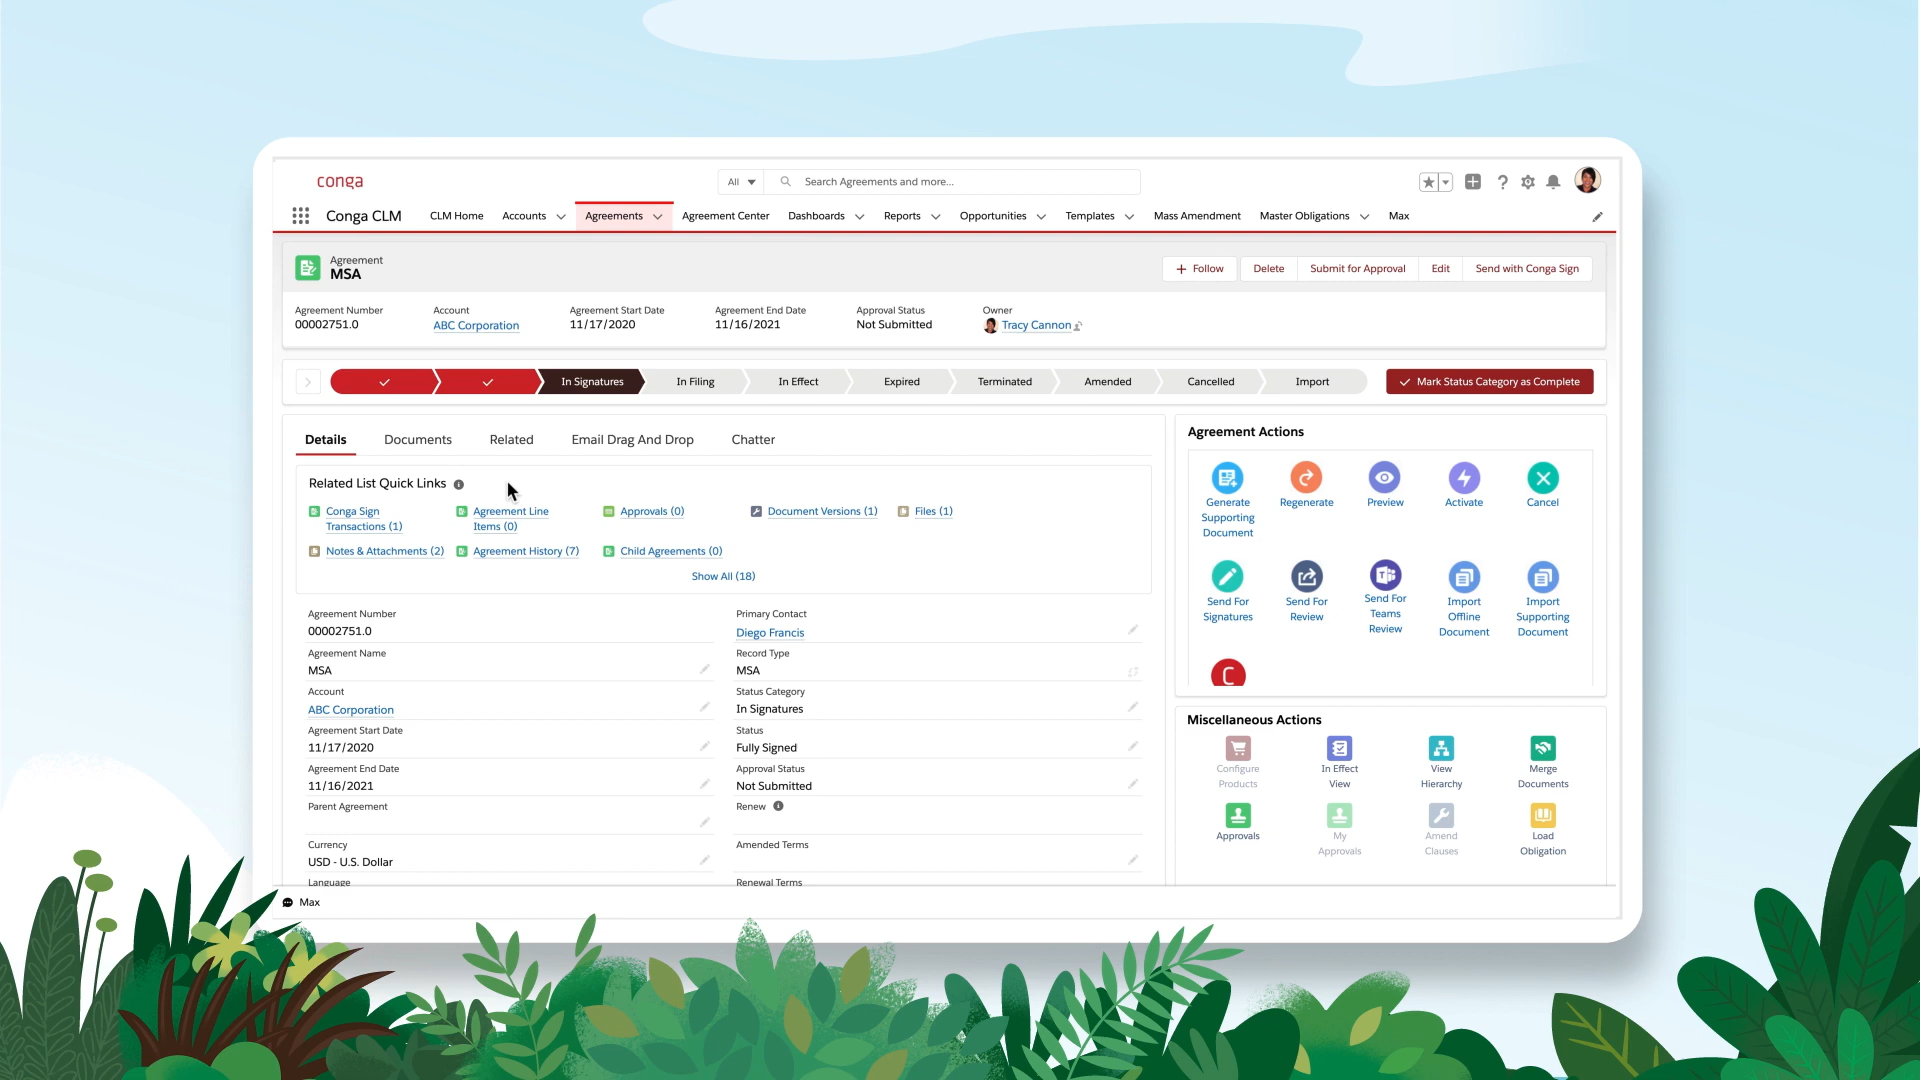 conga
All
Search Agreements and more...
Conga CLM
CLM Home
Accounts
Agreements
Agreement Center
Dashboards
Reports
Opportunities
Templates
Mass Amendment
Master Obligations
Max
Agreement
MSA
Follow
Delete
Submit for Approval
Edit
Send with Conga Sign
Agreement Number
00002751.0
Account
ABC Corporation
Agreement Start Date
11/17/2020
Agreement End Date
11/16/2021
Approval Status
Not Submitted
Owner
Tracy Cannon
In Signatures
In Filing
In Effect
Expired
Terminated
Amended
Cancelled
Import
Mark Status Category as Complete
Details
Documents
Related
Email Drag And Drop
Chatter
Related List Quick Links
Conga Sign
Transactions (1)
Agreement Line
Items (0)
Approvals (0)
Document Versions (1)
Files (1)
Notes & Attachments (2)
Agreement History (7)
Child Agreements (0)
Show All (18)
Agreement Number
00002751.0
Primary Contact
Diego Francis
Agreement Name
MSA
Record Type
MSA
Account
ABC Corporation
Status Category
In Signatures
Agreement Start Date
11/17/2020
Status
Fully Signed
Agreement End Date
11/16/2021
Approval Status
Not Submitted
Parent Agreement
Renew
Currency
USD - U.S. Dollar
Amended Terms
Language
Renewal Terms
Agreement Actions
Generate
Supporting
Document
Regenerate
Preview
Activate
Cancel
Send For
Signatures
Send For
Review
Send For
Teams
Review
Import
Offline
Document
Import
Supporting
Document
C
Miscellaneous Actions
Configure
Products
In Effect
View
View
Hierarchy
Merge
Documents
Approvals
My
Approvals
Amend
Clauses
Load
Obligation
Max